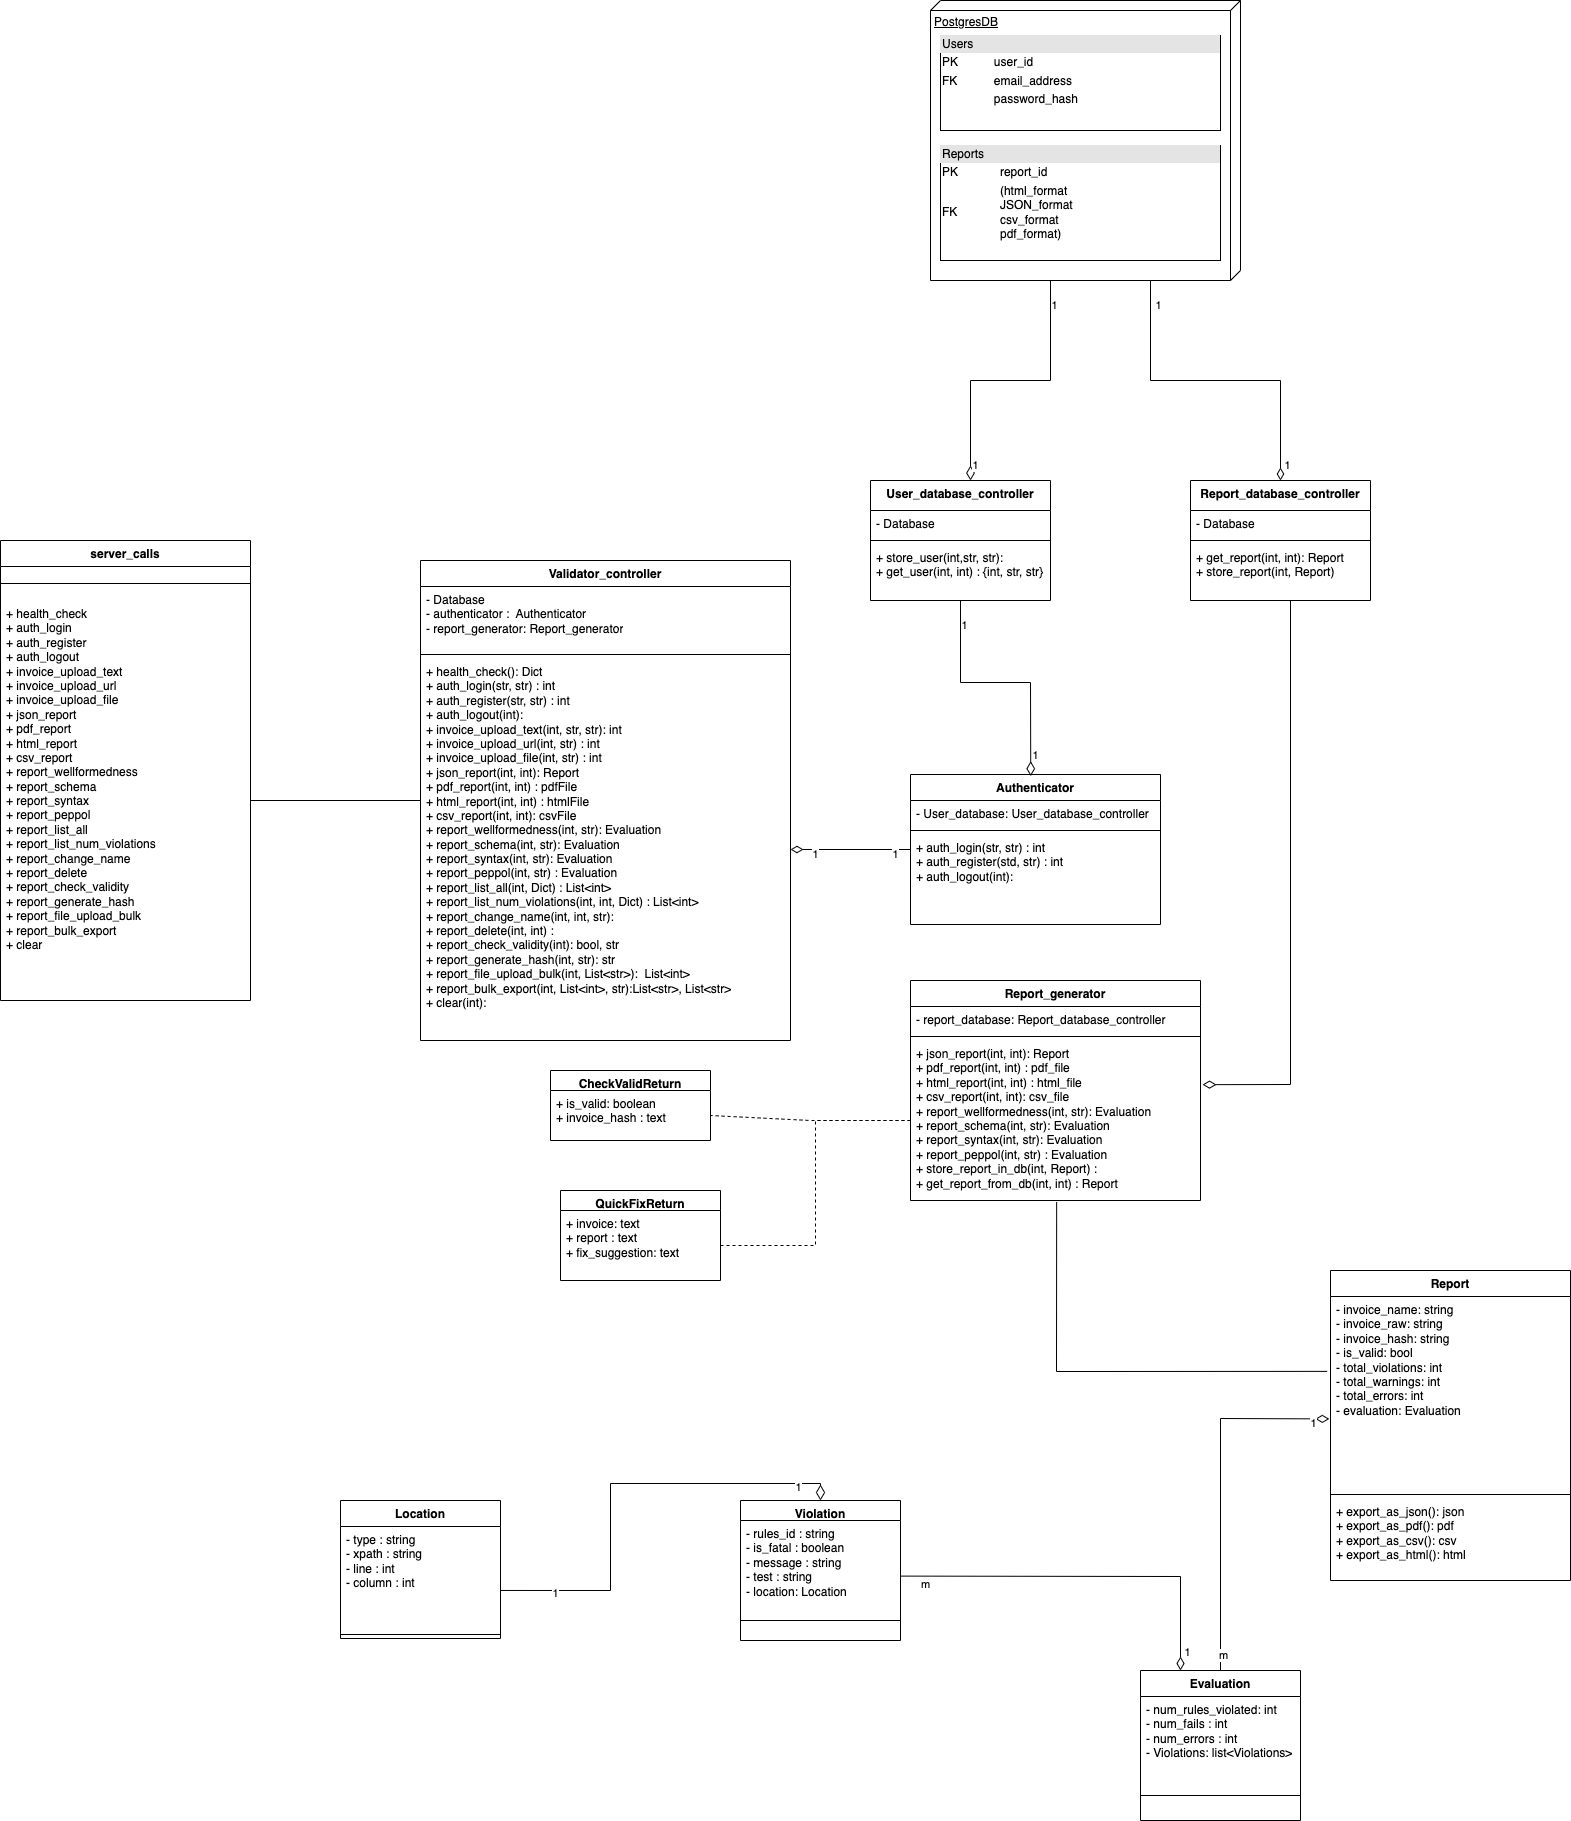 PostgresDB
Users
PK user_id
FK email_address
password_hash
Reports
PK report_id
(html_format
JSON_format
FK
csv_format
pdf_format)
1
1
1
1
User_database_controller
- Database
+ store_user(int,str, str):
+ get_user(int, int) : {int, str, str}
Report_database_controller
- Database
+ get_report(int, int): Report
+ store_report(int, Report)
server_calls
+ health_check
+ auth_login
+ auth_register
+ auth_logout
+ invoice_upload_text
+ invoice_upload_url
+ invoice_upload_file
+ json_report
+ pdf_report
+ html_report
+ csv_report
+ report_wellformedness
+ report_schema
+ report_syntax
+ report_peppol
+ report_list_all
+ report_list_num_violations
+ report_change_name
+ report_delete
+ report_check_validity
+ report_generate_hash
+ report_file_upload_bulk
+ report_bulk_export
+ clear
Validator_controller
- Database
- authenticator : Authenticator
- report_generator: Report_generator
+ health_check(): Dict
+ auth_login(str, str) : int
+ auth_register(str, str) : int
+ auth_logout(int):
+ invoice_upload_text(int, str, str): int
+ invoice_upload_url(int, str) : int
+ invoice_upload_file(int, str) : int
+ json_report(int, int): Report
+ pdf_report(int, int) : pdfFile
+ html_report(int, int) : htmlFile
+ csv_report(int, int): csvFile
+ report_wellformedness(int, str): Evaluation
+ report_schema(int, str): Evaluation
+ report_syntax(int, str): Evaluation
+ report_peppol(int, str) : Evaluation
+ report_list_all(int, Dict) : List<int>
+ report_list_num_violations(int, int, Dict) : List<int>
+ report_change_name(int, int, str):
+ report_delete(int, int) :
+ report_check_validity(int): bool, str
+ report_generate_hash(int, str): str
+ report_file_upload_bulk(int, List<str>): List<int>
+ report_bulk_export(int, List<int>, str):List<str>, List<str>
+ clear(int):
1
1
1
1
Authenticator
- User_database: User_database_controller
+ auth_login(str, str) : int
+ auth_register(std, str) : int
+ auth_logout(int):
Report_generator
- report_database: Report_database_controller
+ json_report(int, int): Report
+ pdf_report(int, int) : pdf_file
+ html_report(int, int) : html_file
+ csv_report(int, int): csv_file
+ report_wellformedness(int, str): Evaluation
+ report_schema(int, str): Evaluation
+ report_syntax(int, str): Evaluation
+ report_peppol(int, str) : Evaluation
+ store_report_in_db(int, Report) :
+ get_report_from_db(int, int) : Report
CheckValidReturn
+ is_valid: boolean
+ invoice_hash : text
QuickFixReturn
+ invoice: text
+ report : text
+ fix_suggestion: text
Report
- invoice_name: string
- invoice_raw: string
- invoice_hash: string
- is_valid: bool
- total_violations: int
- total_warnings: int
- total_errors: int
- evaluation: Evaluation
+ export_as_json(): json
+ export_as_pdf(): pdf
+ export_as_csv(): csv
+ export_as_html(): html
1
Location
- type : string
- xpath : string
- line : int
- column : int
1
1
Violation
- rules_id : string
- is_fatal : boolean
- message : string
- test : string
- location: Location
m
1
m
Evaluation
- num_rules_violated: int
- num_fails : int
- num_errors : int
- Violations: list<Violations>